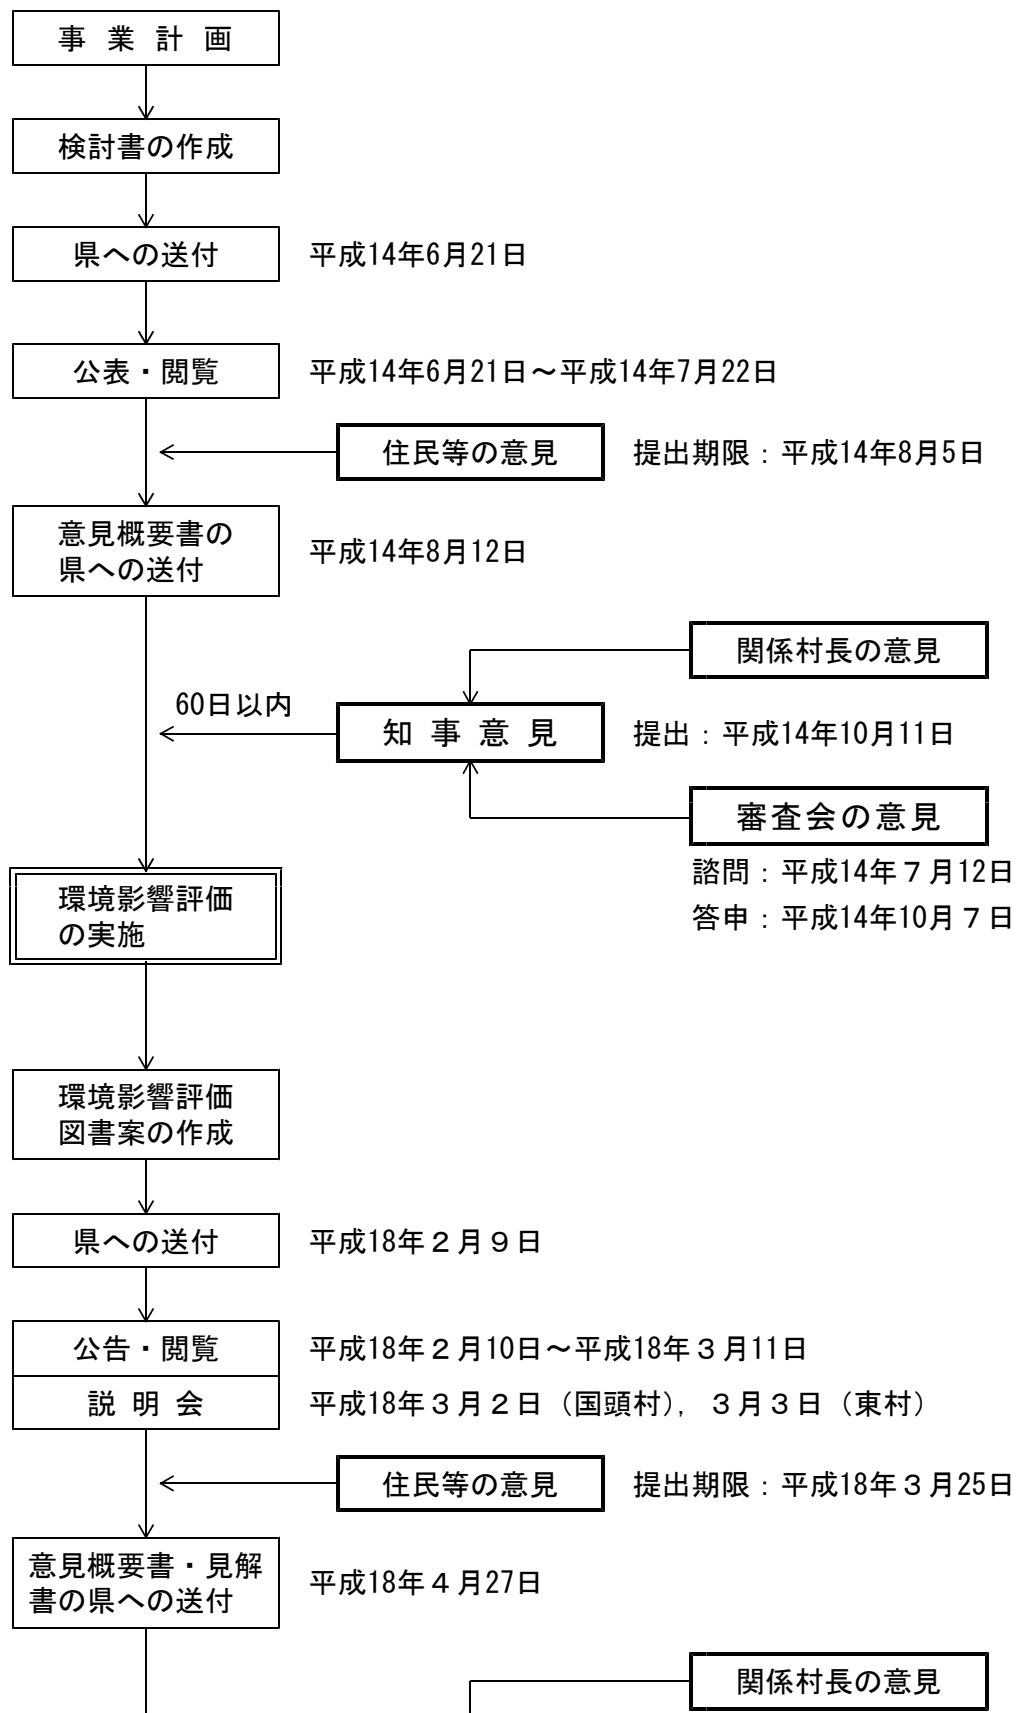 事業計画
検討書の作成
県への送付
平成14年6月21日
公表・閲覧
平成14年6月21日～平成14年7月22日
住民等の意見
提出期限：平成14年8月5日
意見概要書の
県への送付
平成14年8月12日
関係村長の意見
60日以内
知事意見
提出：平成14年10月11日
審査会の意見
諮問：平成14年７月12日
答申：平成14年10月７日
環境影響評価
の実施
環境影響評価
図書案の作成
県への送付
平成18年２月９日
公告・閲覧
平成18年２月10日～平成18年３月11日
説明会
平成18年３月２日（国頭村），３月３日（東村）
住民等の意見
提出期限：平成18年３月25日
意見概要書・見解
書の県への送付
平成18年４月27日
関係村長の意見